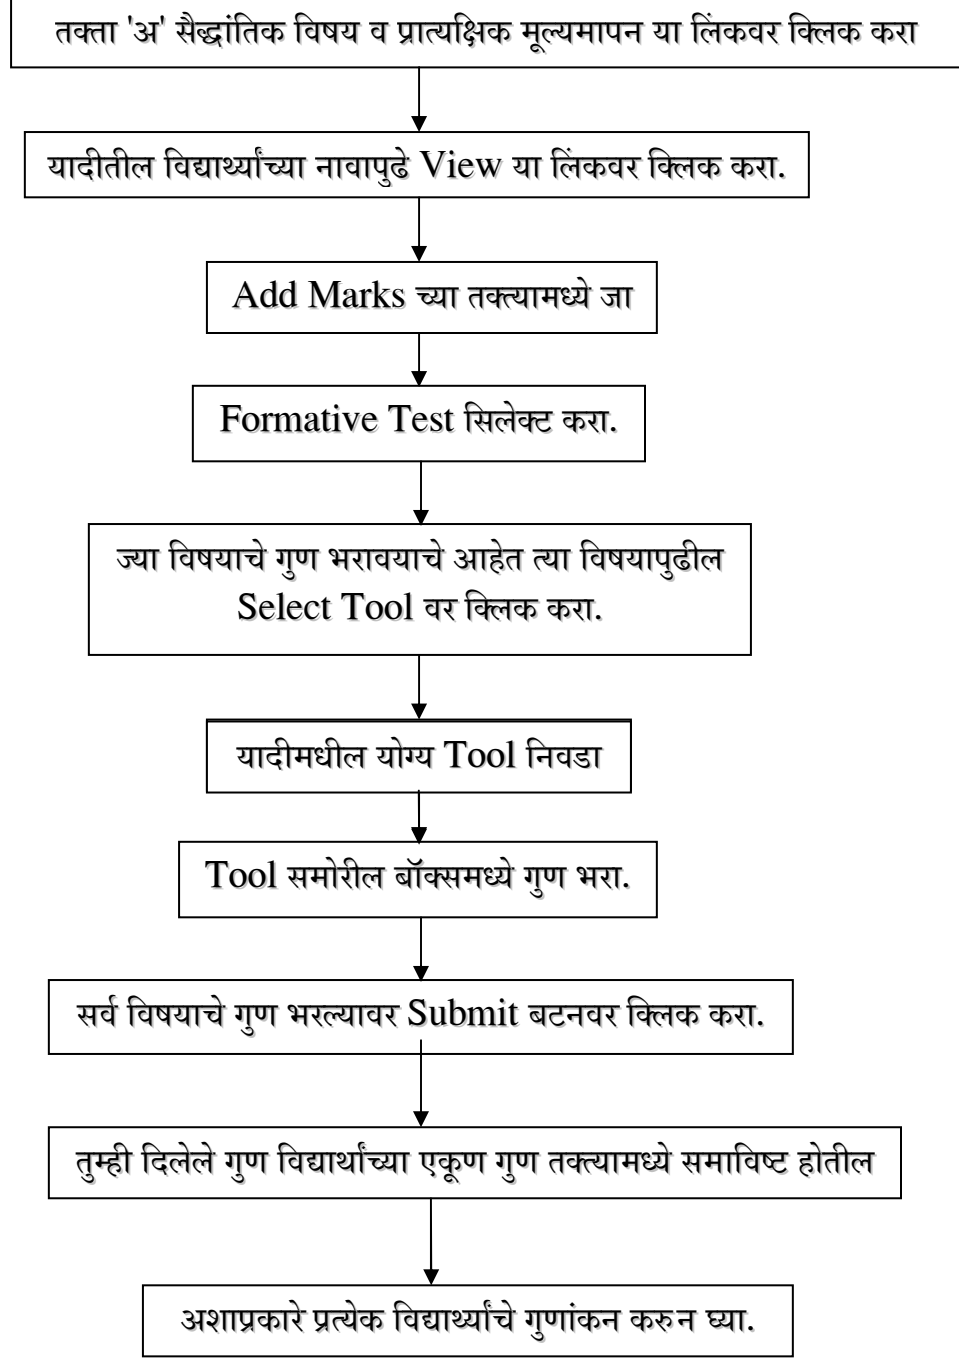 तक्ता 'अ' सैद्धांतिक विषय व प्रात्यक्षिक मूल्यमापन या लिंकवर क्लिक करा
यादीतील विद्यार्थ्यांच्या नावापुढे View या लिंकवर क्लिक करा.
Add Marks च्या तक्त्यामध्ये जा
Formative Test सिलेक्ट करा.
ज्या विषयाचे गुण भरावयाचे आहेत त्या विषयापुढील
Select Tool वर क्लिक करा.
यादीमधील योग्य Tool निवडा
Tool समोरील बॉक्समध्ये गुण भरा.
सर्व विषयाचे गुण भरल्यावर Submit बटनवर क्लिक करा.
तुम्ही दिलेले गुण विद्यार्थांच्या एकूण गुण तक्त्यामध्ये समाविष्ट होतील
अशाप्रकारे प्रत्येक विद्यार्थ्यांचे गुणांकन करुन घ्या.